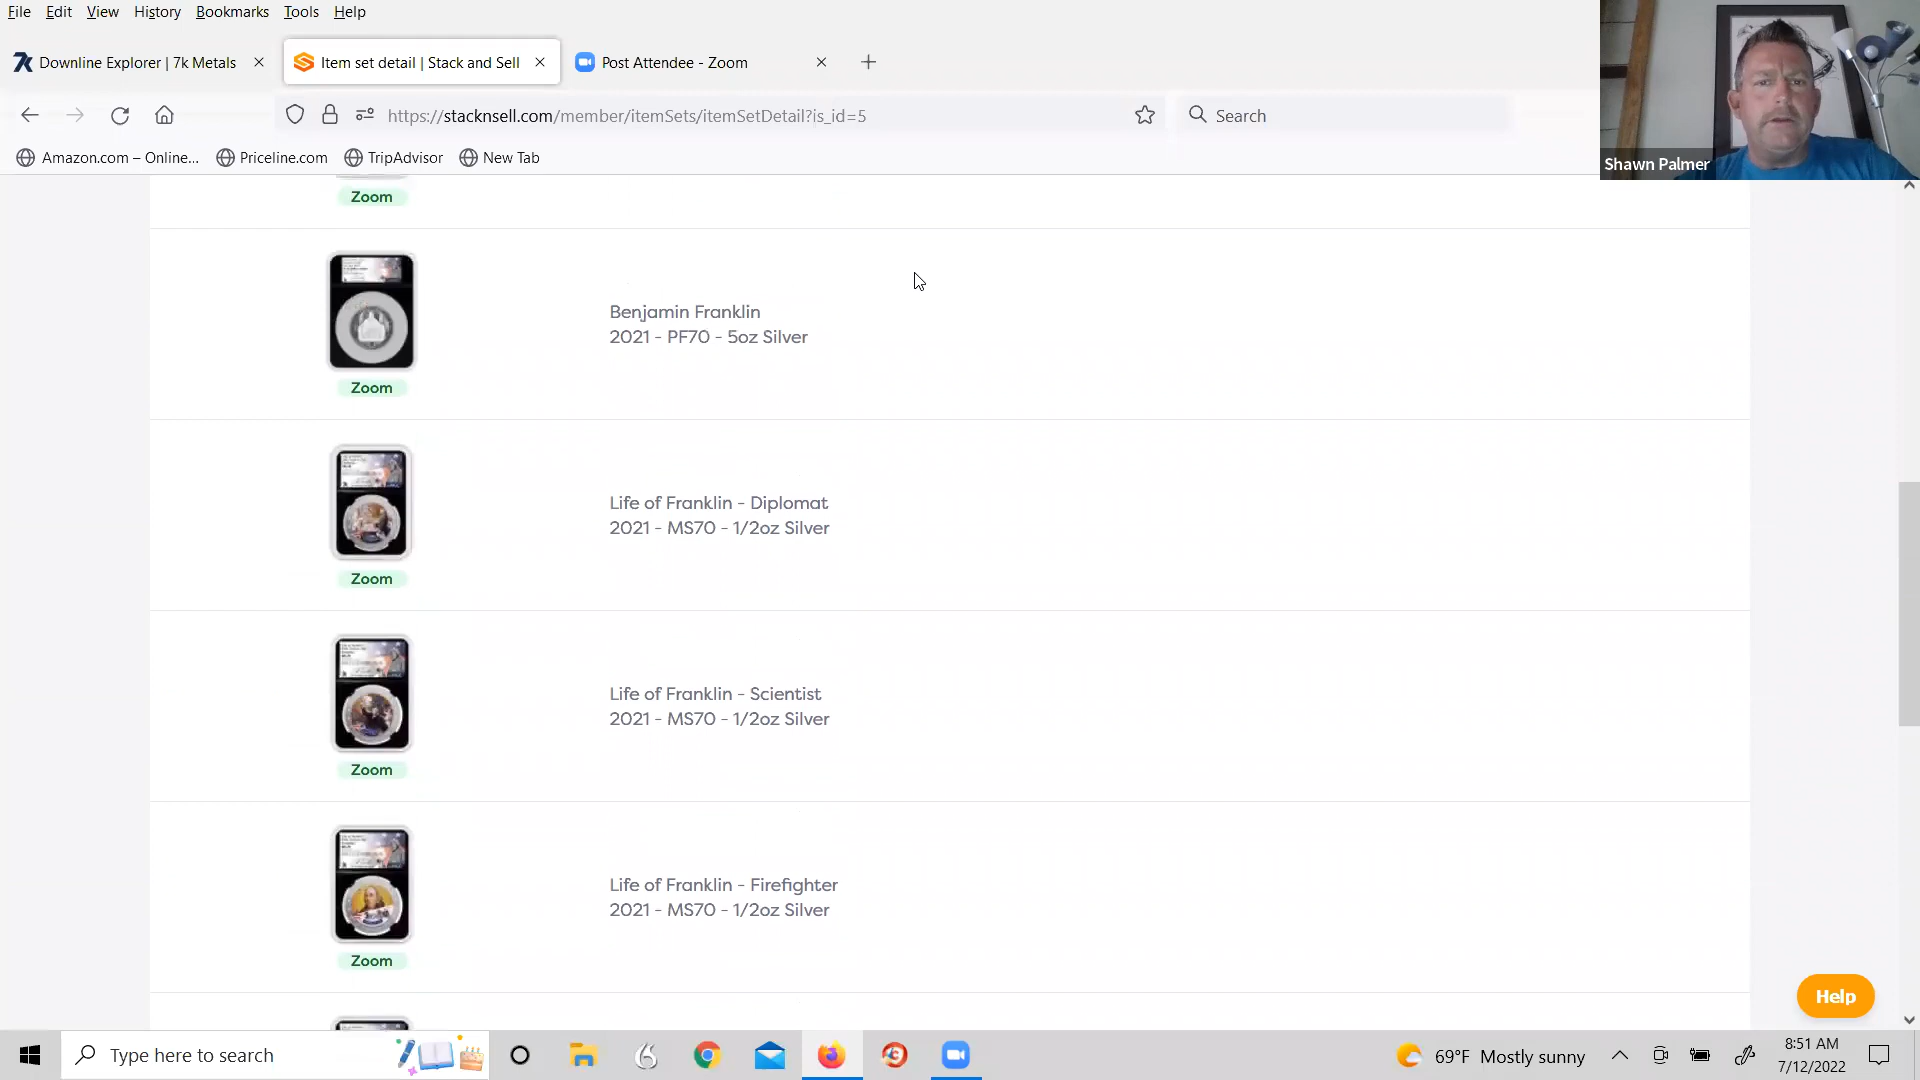 File Edit View History Bookmarks Tools Help
Downline Explorer | 7k Metals
Item set detail | Stack and Sell
Post Attendee - Zoom
https://stacknsell.com/member/itemSets/itemSetDetail?is_id=5
Search
Amazon.com – Online... Priceline.com TripAdvisor New Tab
Shawn Palmer
Zoom
Benjamin Franklin
2021 - PF70 - 5oz Silver
Zoom
Life of Franklin - Diplomat
2021 - MS70 - 1/2oz Silver
Zoom
Life of Franklin - Scientist
2021 - MS70 - 1/2oz Silver
Zoom
Life of Franklin - Firefighter
2021 - MS70 - 1/2oz Silver
Zoom
Help
Type here to search
69°F Mostly sunny
8:51 AM
7/12/2022